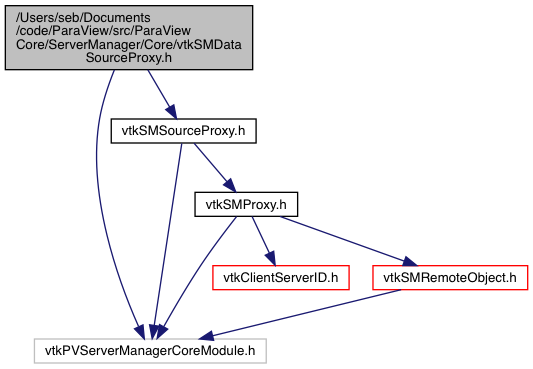 /Users/seb/Documents
/code/ParaView/src/ParaView
Core/ServerManager/Core/vtkSMData
SourceProxy.h
vtkSMSourceProxy.h
vtkSMProxy.h
vtkClientServerID.h
vtkSMRemoteObject.h
vtkPVServerManagerCoreModule.h